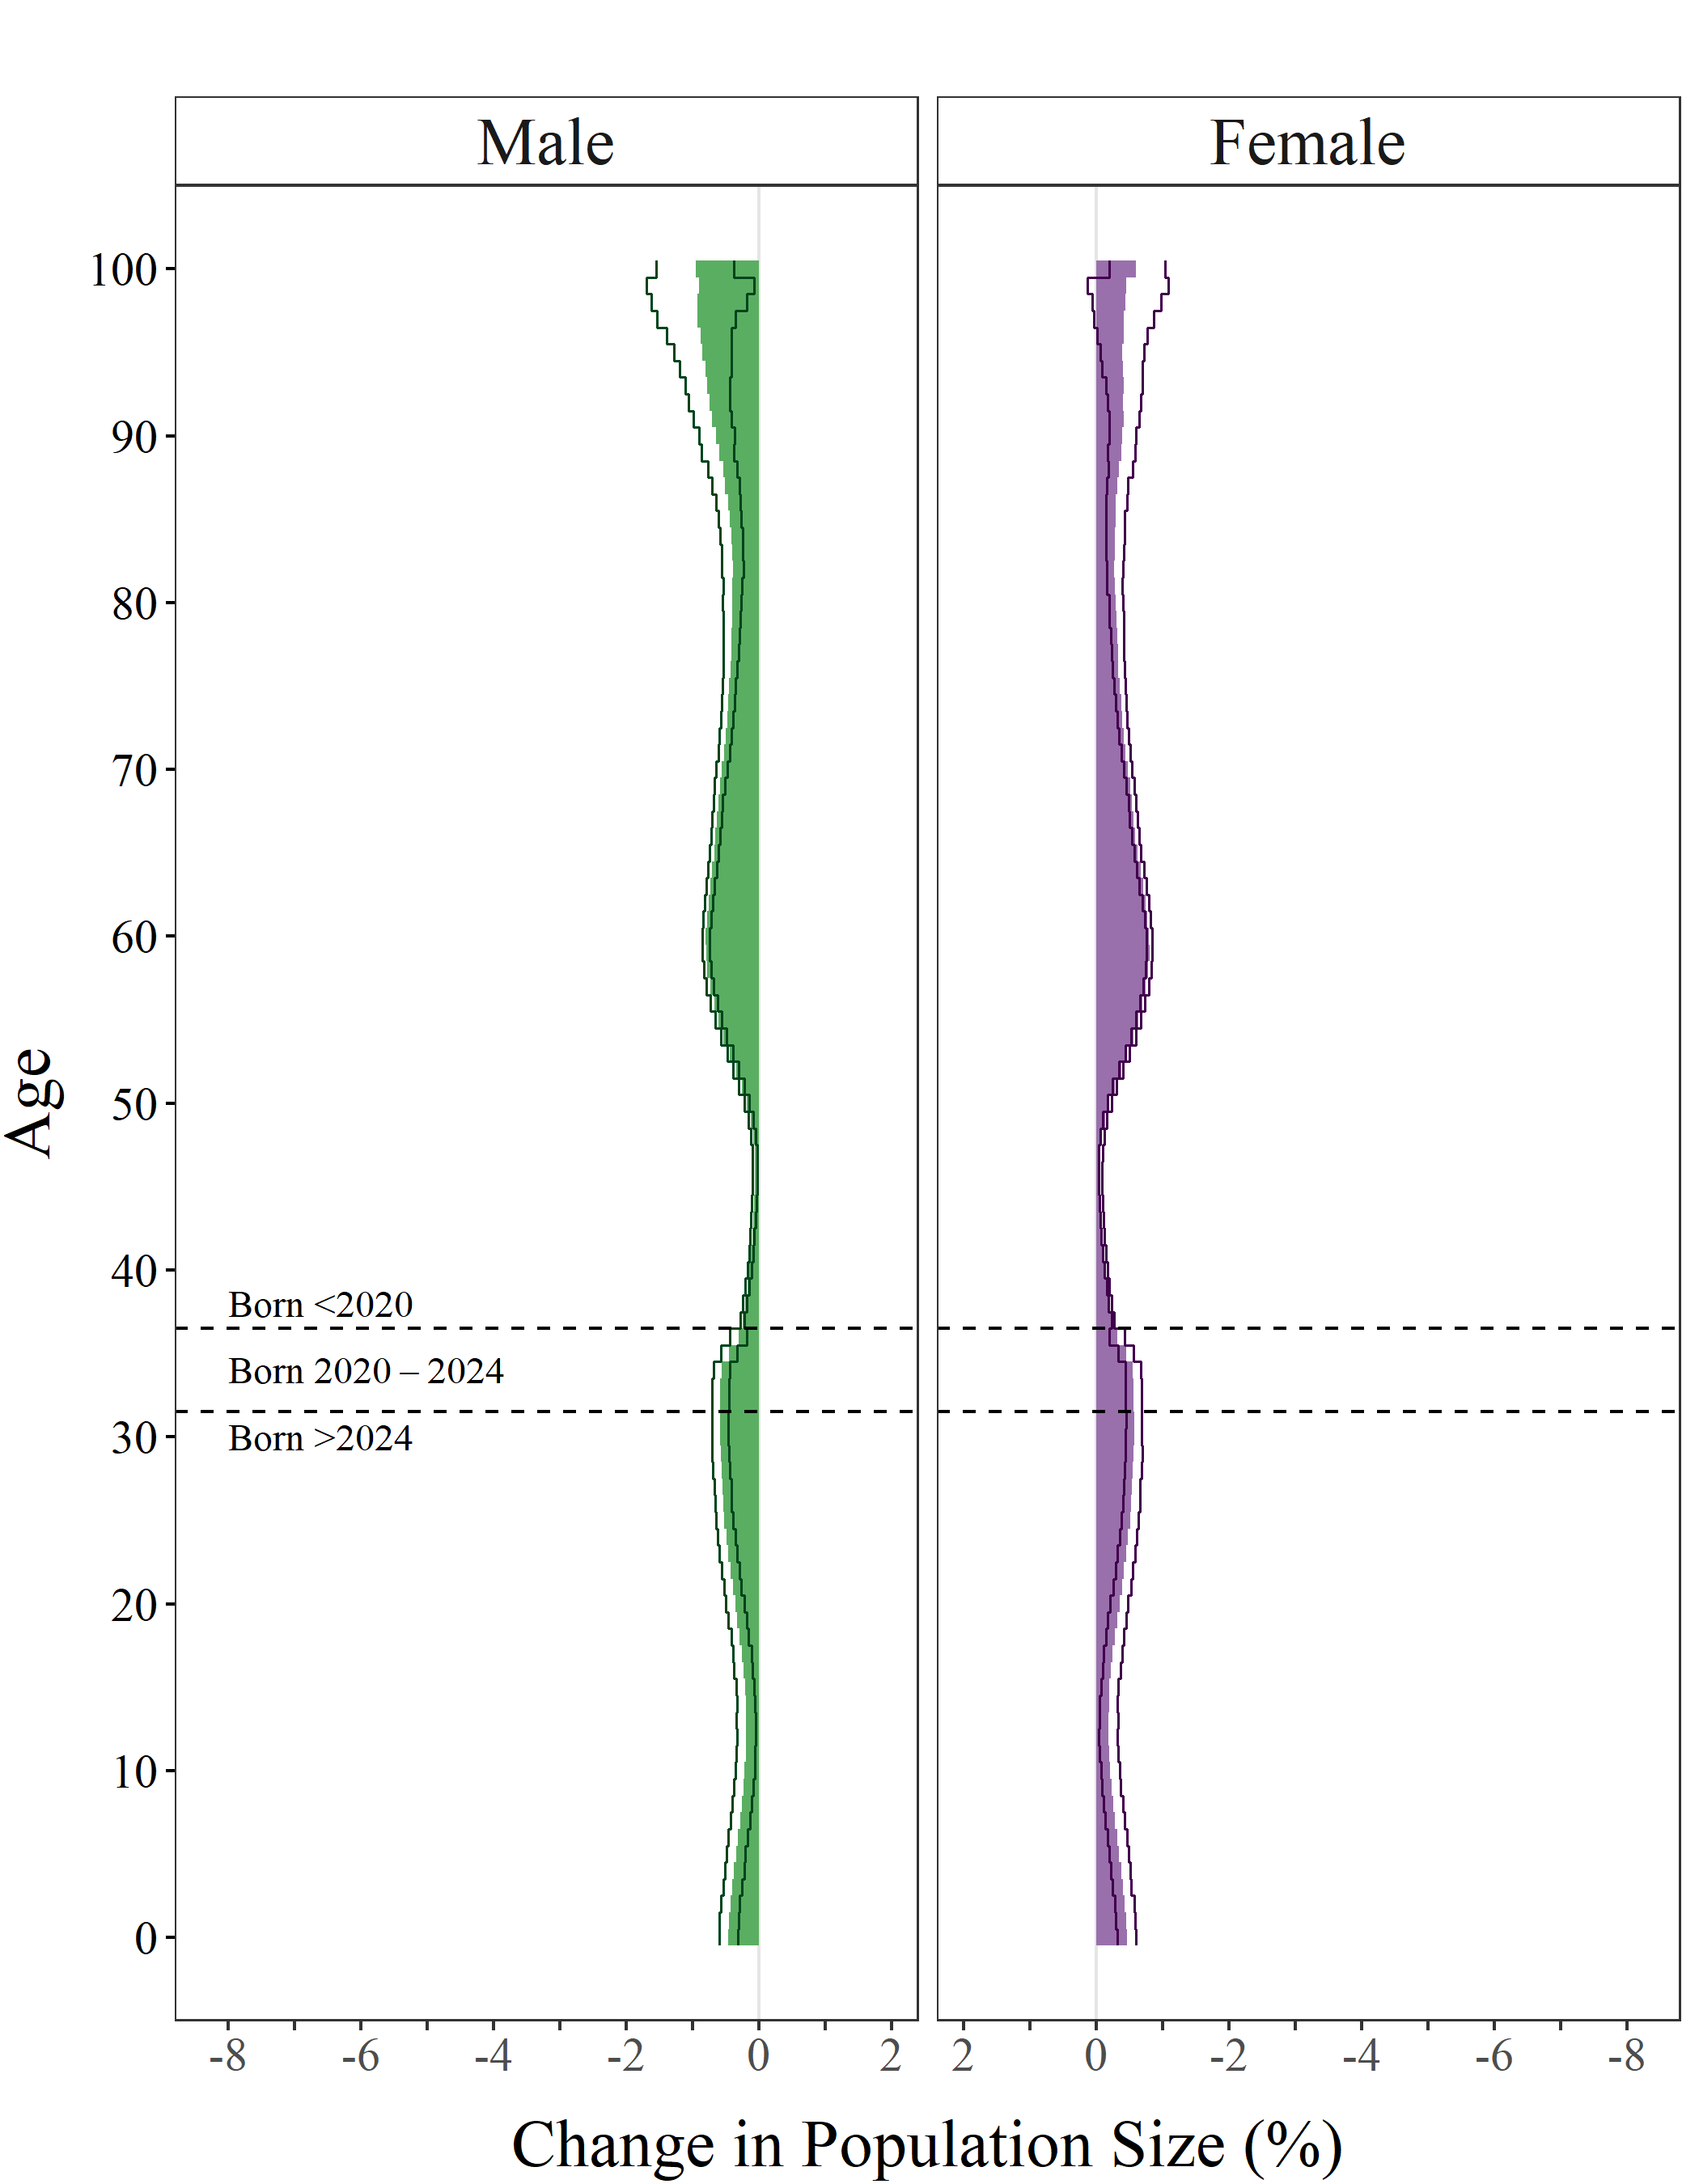 Male
Female
100
90
80
70
60
50
40
30
20
10
0
Age
Born <2020
Born 2020 – 2024
Born >2024
-8 -6 -4 -2 0 2
2 0 -2 -4 -6 -8
Change in Population Size (%)